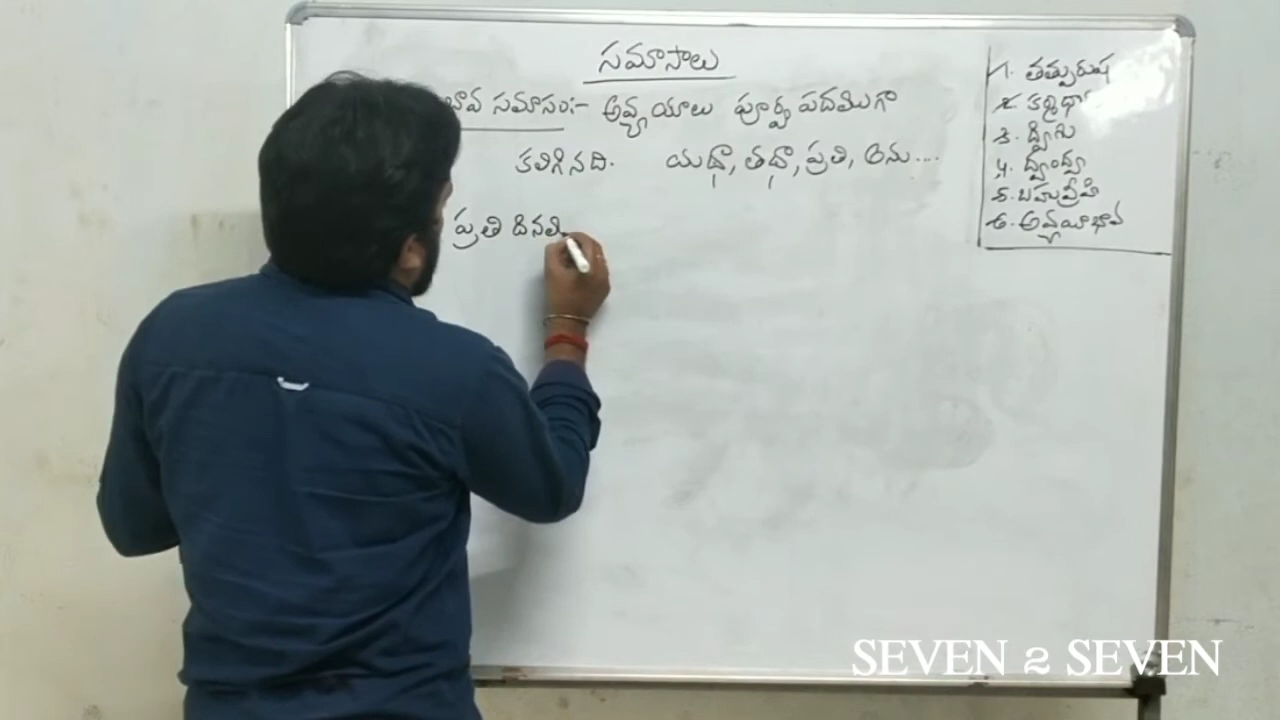 సమాసాలు
భావ సమాసం:- అవ్యయాలు పూర్వ పదముగా
కలిగినది. యథా, తథా, ప్రతి, అను....
ప్రతి దినమ
1. తత్పురుష
2. కర్మధా
3. ద్విగు
4. ద్వంద్వ
5. బహువ్రీహి
6. అవ్యయీభావ
SEVEN 2 SEVEN